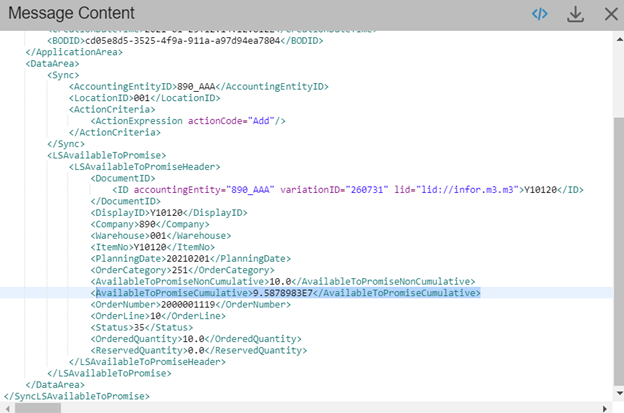 Message Content
<BODID>cd05e8d5-3525-4f9a-911a-a97d94ea7804</BODID>
</ApplicationArea>
<DataArea>
<Sync>
<AccountingEntityID>890_AAA</AccountingEntityID>
<LocationID>001</LocationID>
<ActionCriteria>
<ActionExpression actionCode="Add"/>
</ActionCriteria>
</Sync>
<LSAvailableToPromise>
<LSAvailableToPromiseHeader>
<DocumentID>
<ID accountingEntity="890_AAA" variationID="260731" lid="lid://infor.m3.m3">Y10120</ID>
</DocumentID>
<DisplayID>Y10120</DisplayID>
<Company>890</Company>
<Warehouse>001</Warehouse>
<ItemNo>Y10120</ItemNo>
<PlanningDate>20210201</PlanningDate>
<OrderCategory>251</OrderCategory>
<AvailableToPromiseNonCumulative>10.0</AvailableToPromiseNonCumulative>
<AvailableToPromiseCumulative>9.5878983E7</AvailableToPromiseCumulative>
<OrderNumber>2000001119</OrderNumber>
<OrderLine>10</OrderLine>
<Status>35</Status>
<OrderedQuantity>10.0</OrderedQuantity>
<ReservedQuantity>0.0</ReservedQuantity>
</LSAvailableToPromiseHeader>
</LSAvailableToPromise>
</DataArea>
</SyncLSAvailableToPromise>